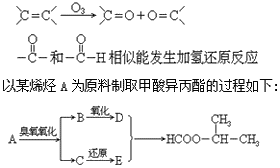 C=C O₃ C=O+O=C
O O
—C—和—C—H 相似能发生加氢还原反应
以某烯烃 A 为原料制取甲酸异丙酯的过程如下:
氧化 B→D CH₃
A 臭氧氧化 HCOO—CH
还原 C→E CH₃